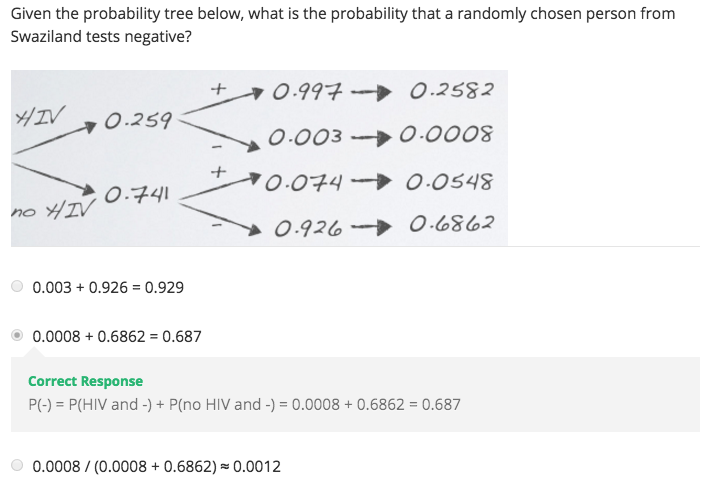 Given the probability tree below, what is the probability that a randomly chosen person from
Swaziland tests negative?
+ 0.997 → 0.2582
HIV 0.259
- 0.003 → 0.0008
+ 0.074 → 0.0548
no HIV 0.741
- 0.926 → 0.6862
0.003 + 0.926 = 0.929
0.0008 + 0.6862 = 0.687
Correct Response
P(-) = P(HIV and -) + P(no HIV and -) = 0.0008 + 0.6862 = 0.687
0.0008 / (0.0008 + 0.6862) ≈ 0.0012